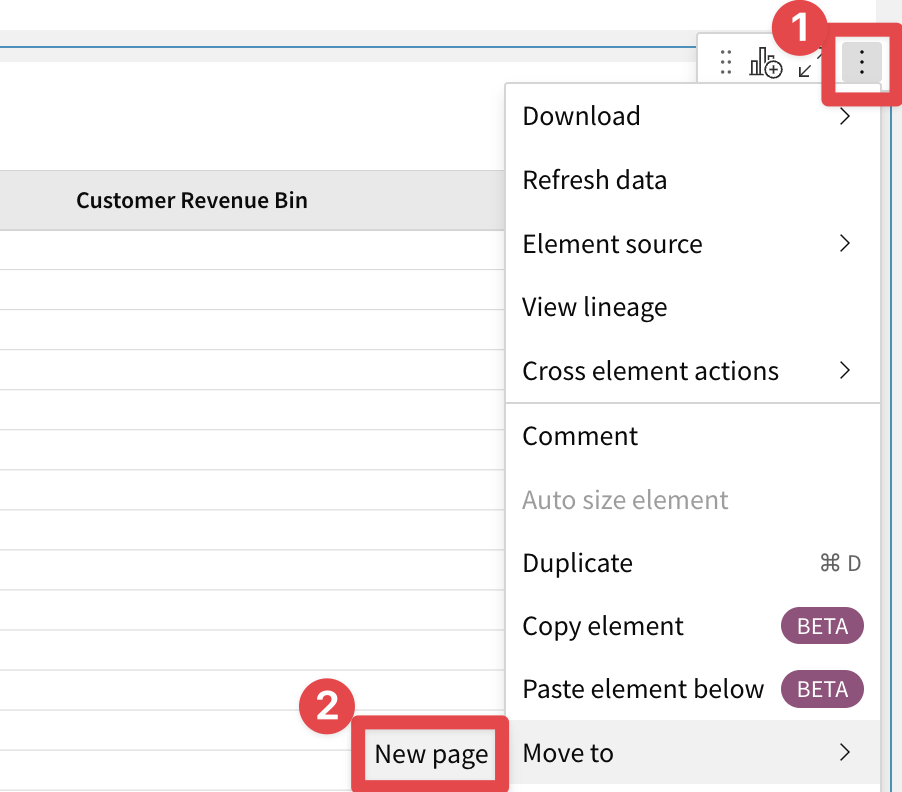 1
Download
Refresh data
Customer Revenue Bin
Element source
View lineage
Cross element actions
Comment
Auto size element
Duplicate ⌘ D
Copy element BETA
Paste element below BETA
2
New page Move to